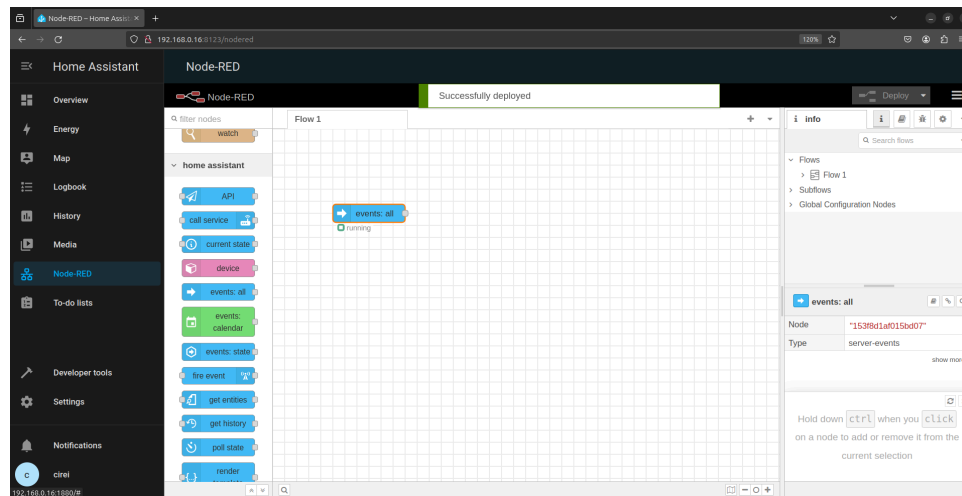 Node-RED – Home Assist
192.168.0.16:8123/nodered
120%
Home Assistant
Node-RED
Node-RED
Successfully deployed
Deploy
Overview
Energy
Map
Logbook
History
Media
Node-RED
To-do lists
Developer tools
Settings
Notifications
c
cirei
192.168.0.16:1880/#
filter nodes
watch
home assistant
API
call service
current state
device
events: all
events:
calendar
events: state
fire event
get entities
get history
poll state
render
Flow 1
events: all
running
i info
i
Search flows
Flows
Flow 1
Subflows
Global Configuration Nodes
events: all
Node
"153f8d1af015bd07"
Type
server-events
show mor
Hold down ctrl when you click
on a node to add or remove it from the
current selection